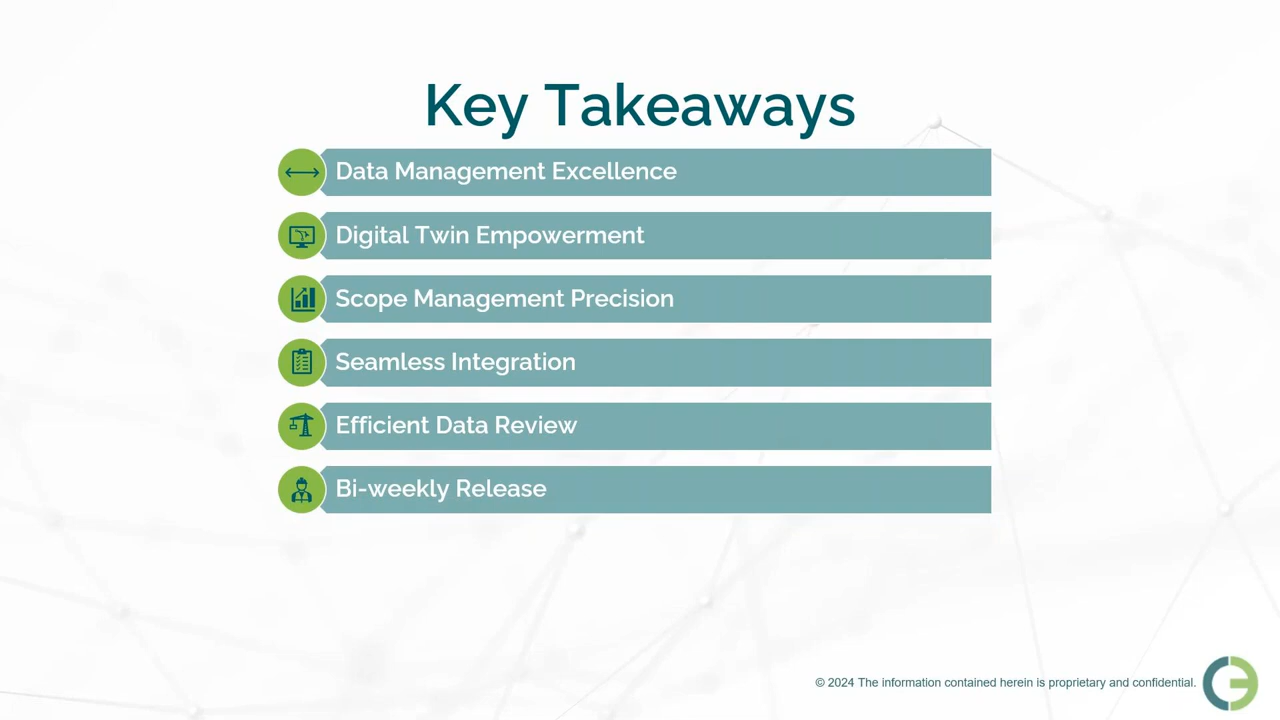 Key Takeaways
Data Management Excellence
Digital Twin Empowerment
Scope Management Precision
Seamless Integration
Efficient Data Review
Bi-weekly Release
© 2024 The information contained herein is proprietary and confidential.